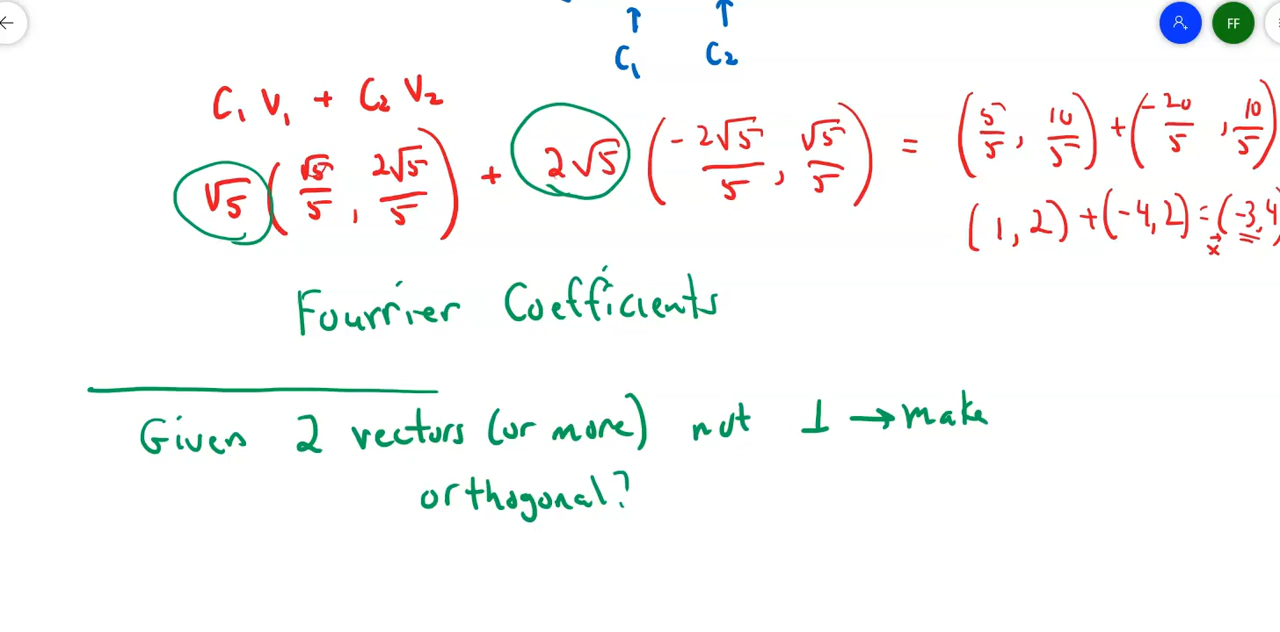 FF
C₁ C₂
C₁ V₁ + C₂ V₂
√5 (√5/5, 2√5/5) + 2√5 (-2√5/5, √5/5) = (5/5, 10/5) + (-20/5, 10/5)
(1, 2) + (-4, 2) = (-3, 4)
x
Fourrier Coefficients
Given 2 vectors (or more) not ⊥ → make
orthogonal?